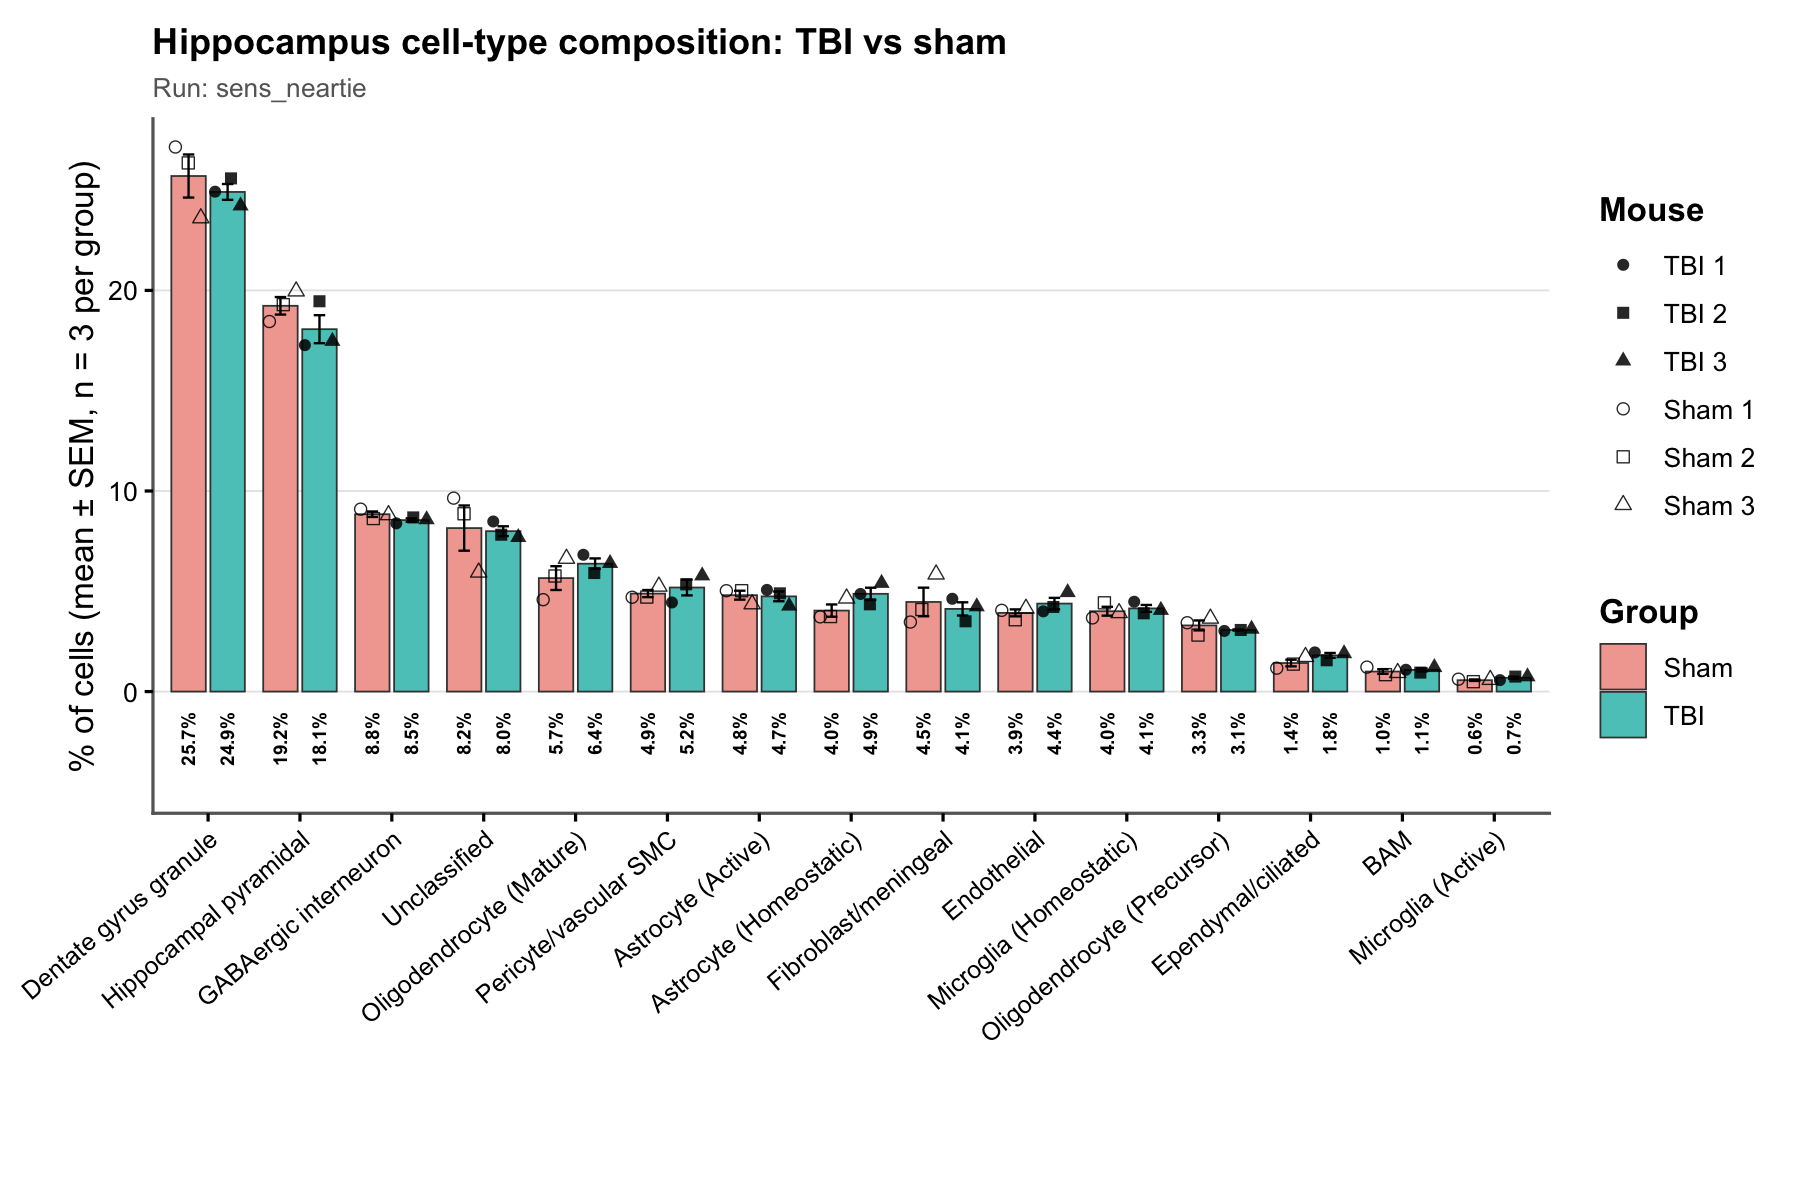 Hippocampus cell-type composition: TBI vs sham
Run: sens_neartie
% of cells (mean ± SEM, n = 3 per group)
20
10
0
25.7%
24.9%
19.2%
18.1%
8.8%
8.5%
8.2%
8.0%
5.7%
6.4%
4.9%
5.2%
4.8%
4.7%
4.0%
4.9%
4.5%
4.1%
3.9%
4.4%
4.0%
4.1%
3.3%
3.1%
1.4%
1.8%
1.0%
1.1%
0.6%
0.7%
Dentate gyrus granule
Hippocampal pyramidal
GABAergic interneuron
Unclassified
Oligodendrocyte (Mature)
Pericyte/vascular SMC
Astrocyte (Active)
Astrocyte (Homeostatic)
Fibroblast/meningeal
Endothelial
Microglia (Homeostatic)
Oligodendrocyte (Precursor)
Ependymal/ciliated
BAM
Microglia (Active)
Mouse
TBI 1
TBI 2
TBI 3
Sham 1
Sham 2
Sham 3
Group
Sham
TBI